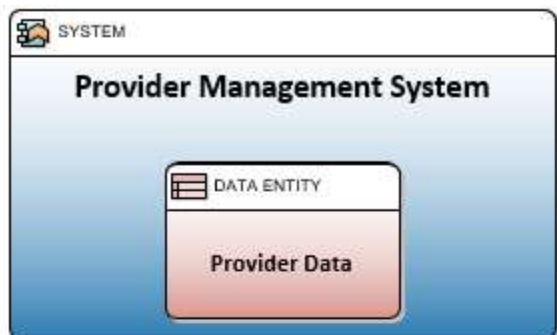 SYSTEM
Provider Management System
DATA ENTITY
Provider Data